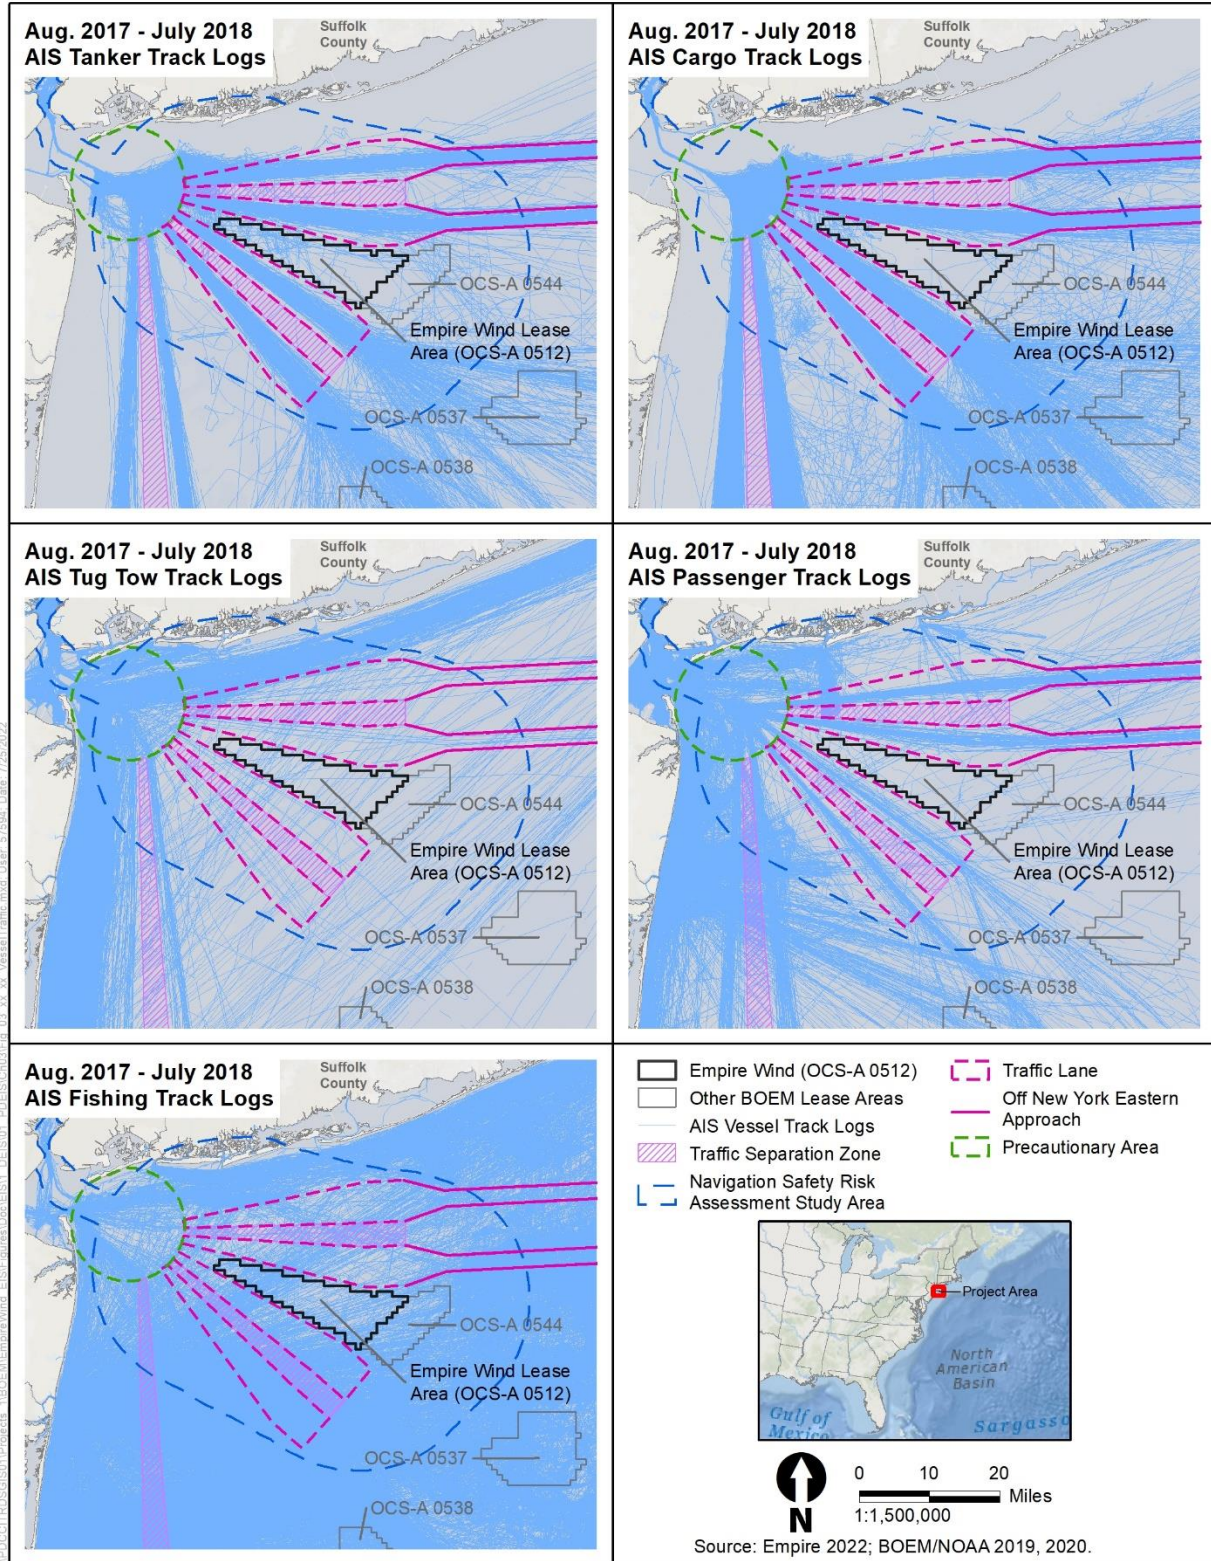 Aug. 2017 - July 2018
AIS Tanker Track Logs
Suffolk
County
OCS-A 0544
Empire Wind Lease
Area (OCS-A 0512)
OCS-A 0537
OCS-A 0538
Aug. 2017 - July 2018
AIS Cargo Track Logs
Suffolk
County
OCS-A 0544
Empire Wind Lease
Area (OCS-A 0512)
OCS-A 0537
OCS-A 0538
Aug. 2017 - July 2018
AIS Tug Tow Track Logs
Suffolk
County
OCS-A 0544
Empire Wind Lease
Area (OCS-A 0512)
OCS-A 0537
OCS-A 0538
Aug. 2017 - July 2018
AIS Passenger Track Logs
Suffolk
County
OCS-A 0544
Empire Wind Lease
Area (OCS-A 0512)
OCS-A 0537
OCS-A 0538
Aug. 2017 - July 2018
AIS Fishing Track Logs
Suffolk
County
OCS-A 0544
Empire Wind Lease
Area (OCS-A 0512)
OCS-A 0537
OCS-A 0538
Empire Wind (OCS-A 0512)
Other BOEM Lease Areas
AIS Vessel Track Logs
Traffic Separation Zone
Navigation Safety Risk
Assessment Study Area
Traffic Lane
Off New York Eastern
Approach
Precautionary Area
Project Area
North
American
Basin
Gulf of
Mexico
Sargasso
N
0 10 20
Miles
1:1,500,000
Source: Empire 2022; BOEM/NOAA 2019, 2020.